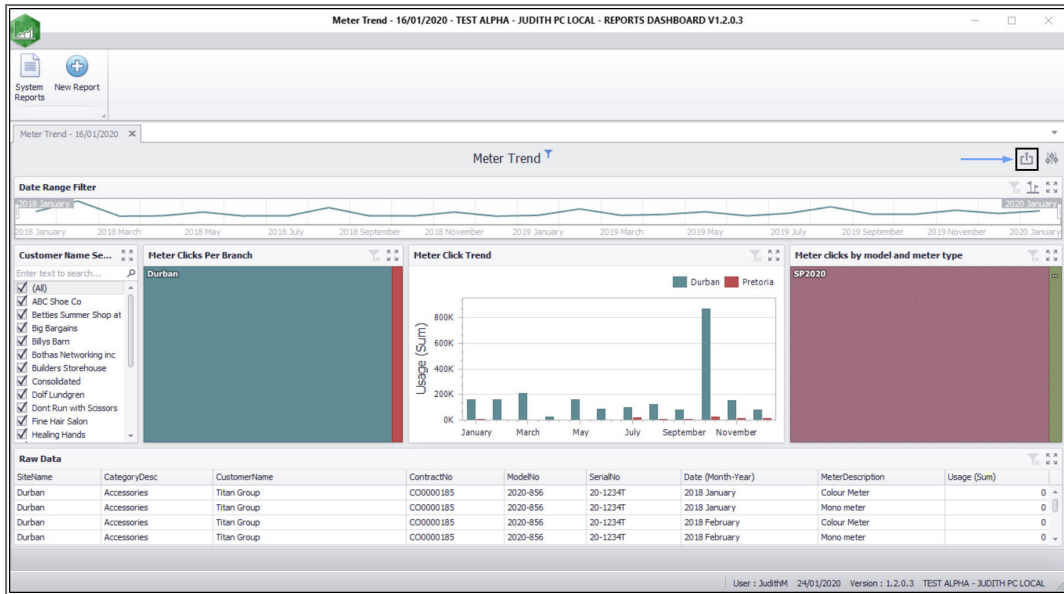 Meter Trend - 16/01/2020 - TEST ALPHA - JUDITH PC LOCAL - REPORTS DASHBOARD V1.2.0.3
System Reports
New Report
Meter Trend - 16/01/2020
Meter Trend
Date Range Filter
2018 January
2020 January
2018 January 2018 March 2018 May 2018 July 2018 September 2018 November 2019 January 2019 March 2019 May 2019 July 2019 September 2019 November 2020 January
Customer Name Se...
Enter text to search...
(All)
ABC Shoe Co
Betties Summer Shop at
Big Bargains
Billys Barn
Bothas Networking inc
Builders Storehouse
Consolidated
Dolf Lundgren
Dont Run with Scissors
Fine Hair Salon
Healing Hands
Meter Clicks Per Branch
Durban
Meter Click Trend
Durban Pretoria
Usage (Sum)
800K
600K
400K
200K
0K
January March May July September November
Meter clicks by model and meter type
SP2020
Raw Data
SiteName CategoryDesc CustomerName ContractNo ModelNo SerialNo Date (Month-Year) MeterDescription Usage (Sum)
Durban Accessories Titan Group CO0000185 2020-856 20-1234T 2018 January Colour Meter 0
Durban Accessories Titan Group CO0000185 2020-856 20-1234T 2018 January Mono meter 0
Durban Accessories Titan Group CO0000185 2020-856 20-1234T 2018 February Colour Meter 0
Durban Accessories Titan Group CO0000185 2020-856 20-1234T 2018 February Mono meter 0
User : JudithM 24/01/2020 Version : 1.2.0.3 TEST ALPHA - JUDITH PC LOCAL